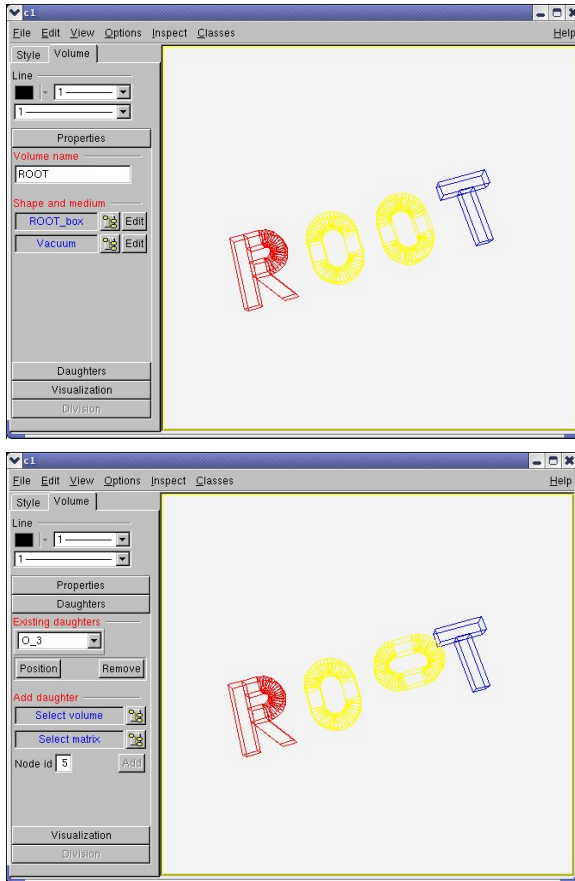 c1
File Edit View Options Inspect Classes Help
Style Volume
Line
1
1
Properties
Volume name
ROOT
Shape and medium
ROOT_box Edit
Vacuum Edit
Daughters
Visualization
Division
ROOT
c1
File Edit View Options Inspect Classes Help
Style Volume
Line
1
1
Properties
Daughters
Existing daughters
O_3
Position Remove
Add daughter
Select volume
Select matrix
Node id 5 Add
Visualization
Division
ROOT